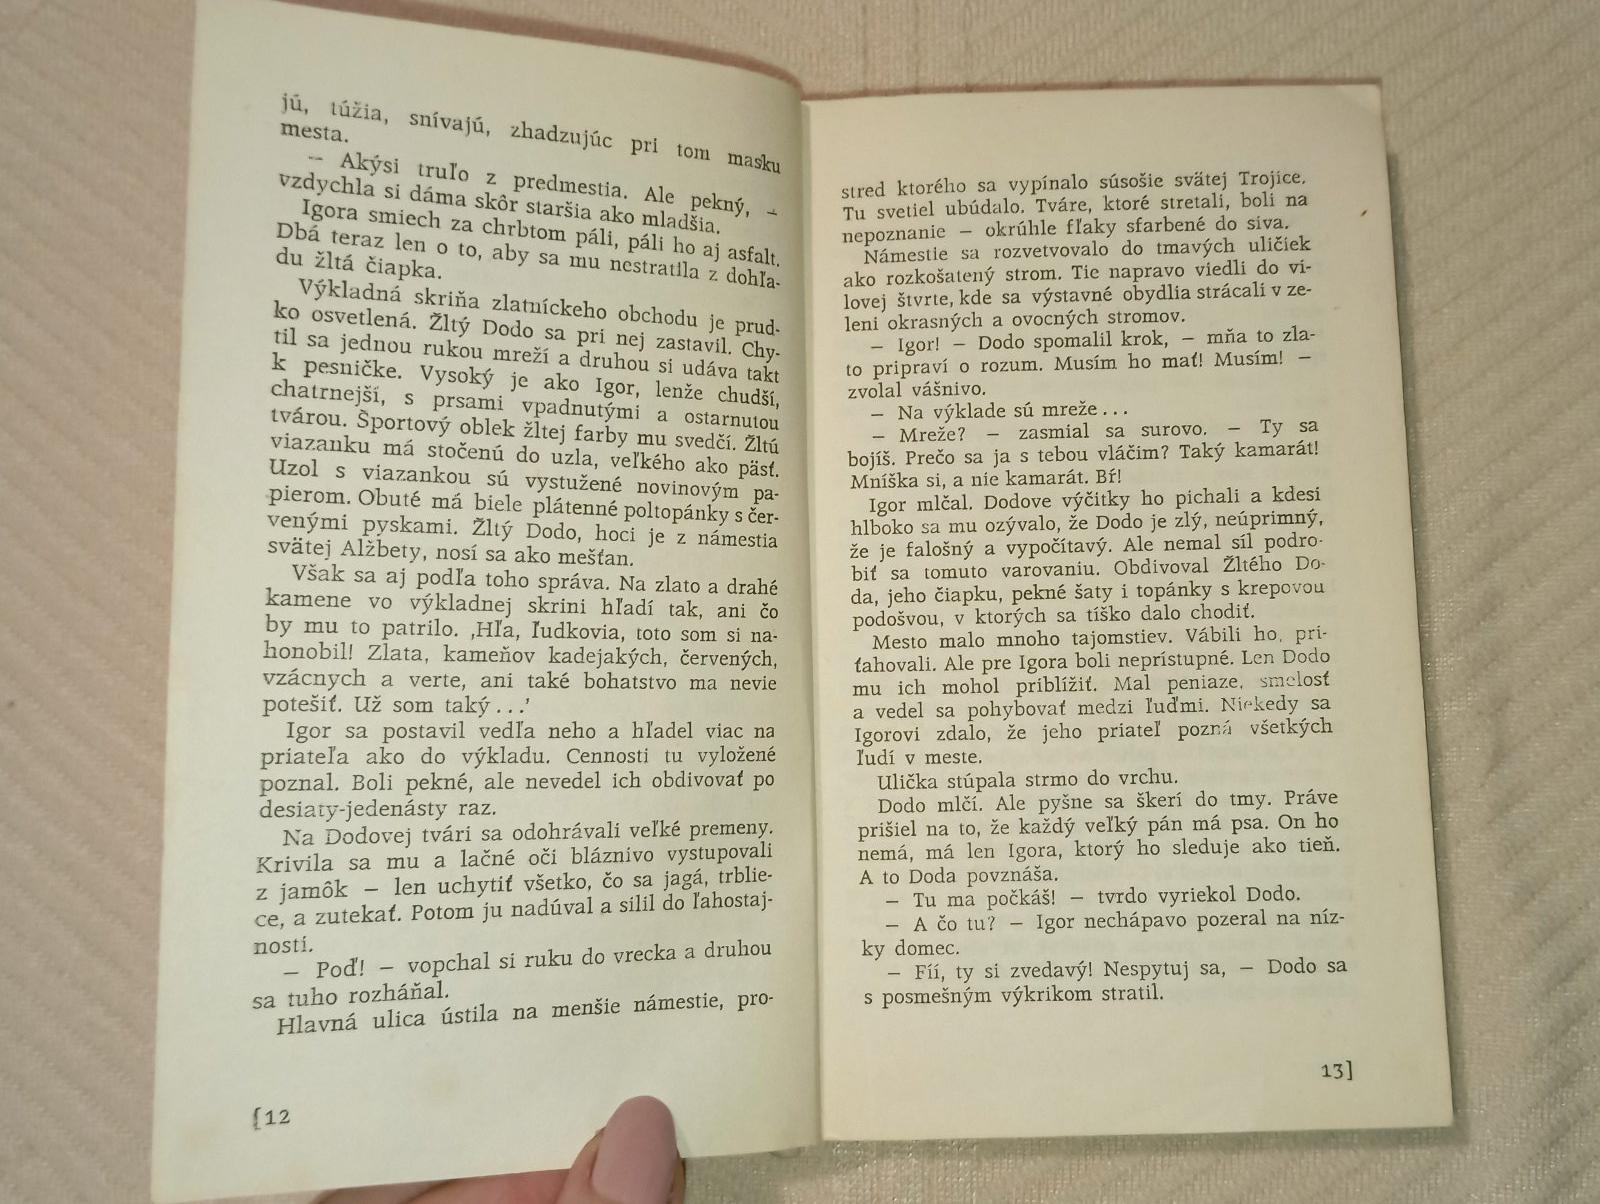 jú, túžia, snívajú, zhadzujúc pri tom masku
mesta.
— Akýsi truľo z predmestia. Ale pekný, —
vzdychla si dáma skôr staršia ako mladšia.
Igora smiech za chrbtom páli, páli ho aj asfalt.
Dbá teraz len o to, aby sa mu nestratila z dohľa-
du žltá čiapka.
Výkladná skriňa zlatníckeho obchodu je prud-
ko osvetlená. Žltý Dodo sa pri nej zastavil. Chy-
til sa jednou rukou mreží a druhou si udáva takt
k pesničke. Vysoký je ako Igor, lenže chudší,
chatrnejší, s prsami vpadnutými a ostarnutou
tvárou. Športový oblek žltej farby mu svedčí. Žltú
viazanku má stočenú do uzla, veľkého ako päsť.
Uzol s viazankou sú vystužené novinovým pa-
pierom. Obuté má biele plátenné poltopánky s čer-
venými pyskami. Žltý Dodo, hoci je z námestia
svätej Alžbety, nosí sa ako mešťan.
Však sa aj podľa toho správa. Na zlato a drahé
kamene vo výkladnej skrini hľadí tak, ani čo
by mu to patrilo. ‚Hľa, ľudkovia, toto som si na-
honobil! Zlata, kameňov kadejakých, červených,
vzácnych a verte, ani také bohatstvo ma nevie
potešiť. Už som taký...’
Igor sa postavil vedľa neho a hľadel viac na
priateľa ako do výkladu. Cennosti tu vyložené
poznal. Boli pekné, ale nevedel ich obdivovať po
desiaty-jedenásty raz.
Na Dodovej tvári sa odohrávali veľké premeny.
Krivila sa mu a lačné oči bláznivo vystupovali
z jamôk — len uchytiť všetko, čo sa jagá, trblie-
ce, a zutekať. Potom ju nadúval a silil do ľahostaj-
ností.
— Poď! — vopchal si ruku do vrecka a druhou
sa tuho rozháňal.
Hlavná ulica ústila na menšie námestie, pro-
[12
stred ktorého sa vypínalo súsošie svätej Trojice.
Tu svetiel ubúdalo. Tváre, ktoré stretali, boli na
nepoznanie — okrúhle fľaky sfarbené do siva.
Námestie sa rozvetvovalo do tmavých uličiek
ako rozkošatený strom. Tie napravo viedli do vi-
lovej štvrte, kde sa výstavné obydlia strácali v ze-
leni okrasných a ovocných stromov.
— Igor! — Dodo spomalil krok, — mňa to zla-
to pripraví o rozum. Musím ho mať! Musím! —
zvolal vášnivo.
— Na výklade sú mreže...
— Mreže? — zasmial sa surovo. — Ty sa
bojíš. Prečo sa ja s tebou vláčim? Taký kamarát!
Mníška si, a nie kamarát. Bŕ!
Igor mlčal. Dodove výčitky ho pichali a kdesi
hlboko sa mu ozývalo, že Dodo je zlý, neúprimný,
že je falošný a vypočítavý. Ale nemal síl podro-
biť sa tomuto varovaniu. Obdivoval Žltého Do-
da, jeho čiapku, pekné šaty i topánky s krepovou
podošvou, v ktorých sa tíško dalo chodiť.
Mesto malo mnoho tajomstiev. Vábili ho, pri-
ťahovali. Ale pre Igora boli neprístupné. Len Dodo
mu ich mohol priblížiť. Mal peniaze, smelosť
a vedel sa pohybovať medzi ľuďmi. Niekedy sa
Igorovi zdalo, že jeho priateľ pozná všetkých
ľudí v meste.
Ulička stúpala strmo do vrchu.
Dodo mlčí. Ale pyšne sa škerí do tmy. Práve
prišiel na to, že každý veľký pán má psa. On ho
nemá, má len Igora, ktorý ho sleduje ako tieň.
A to Doda povznáša.
— Tu ma počkáš! — tvrdo vyriekol Dodo.
— A čo tu? — Igor nechápavo pozeral na níz-
ky domec.
— Fíí, ty si zvedavý! Nespytuj sa, — Dodo sa
s posmešným výkrikom stratil.
13]